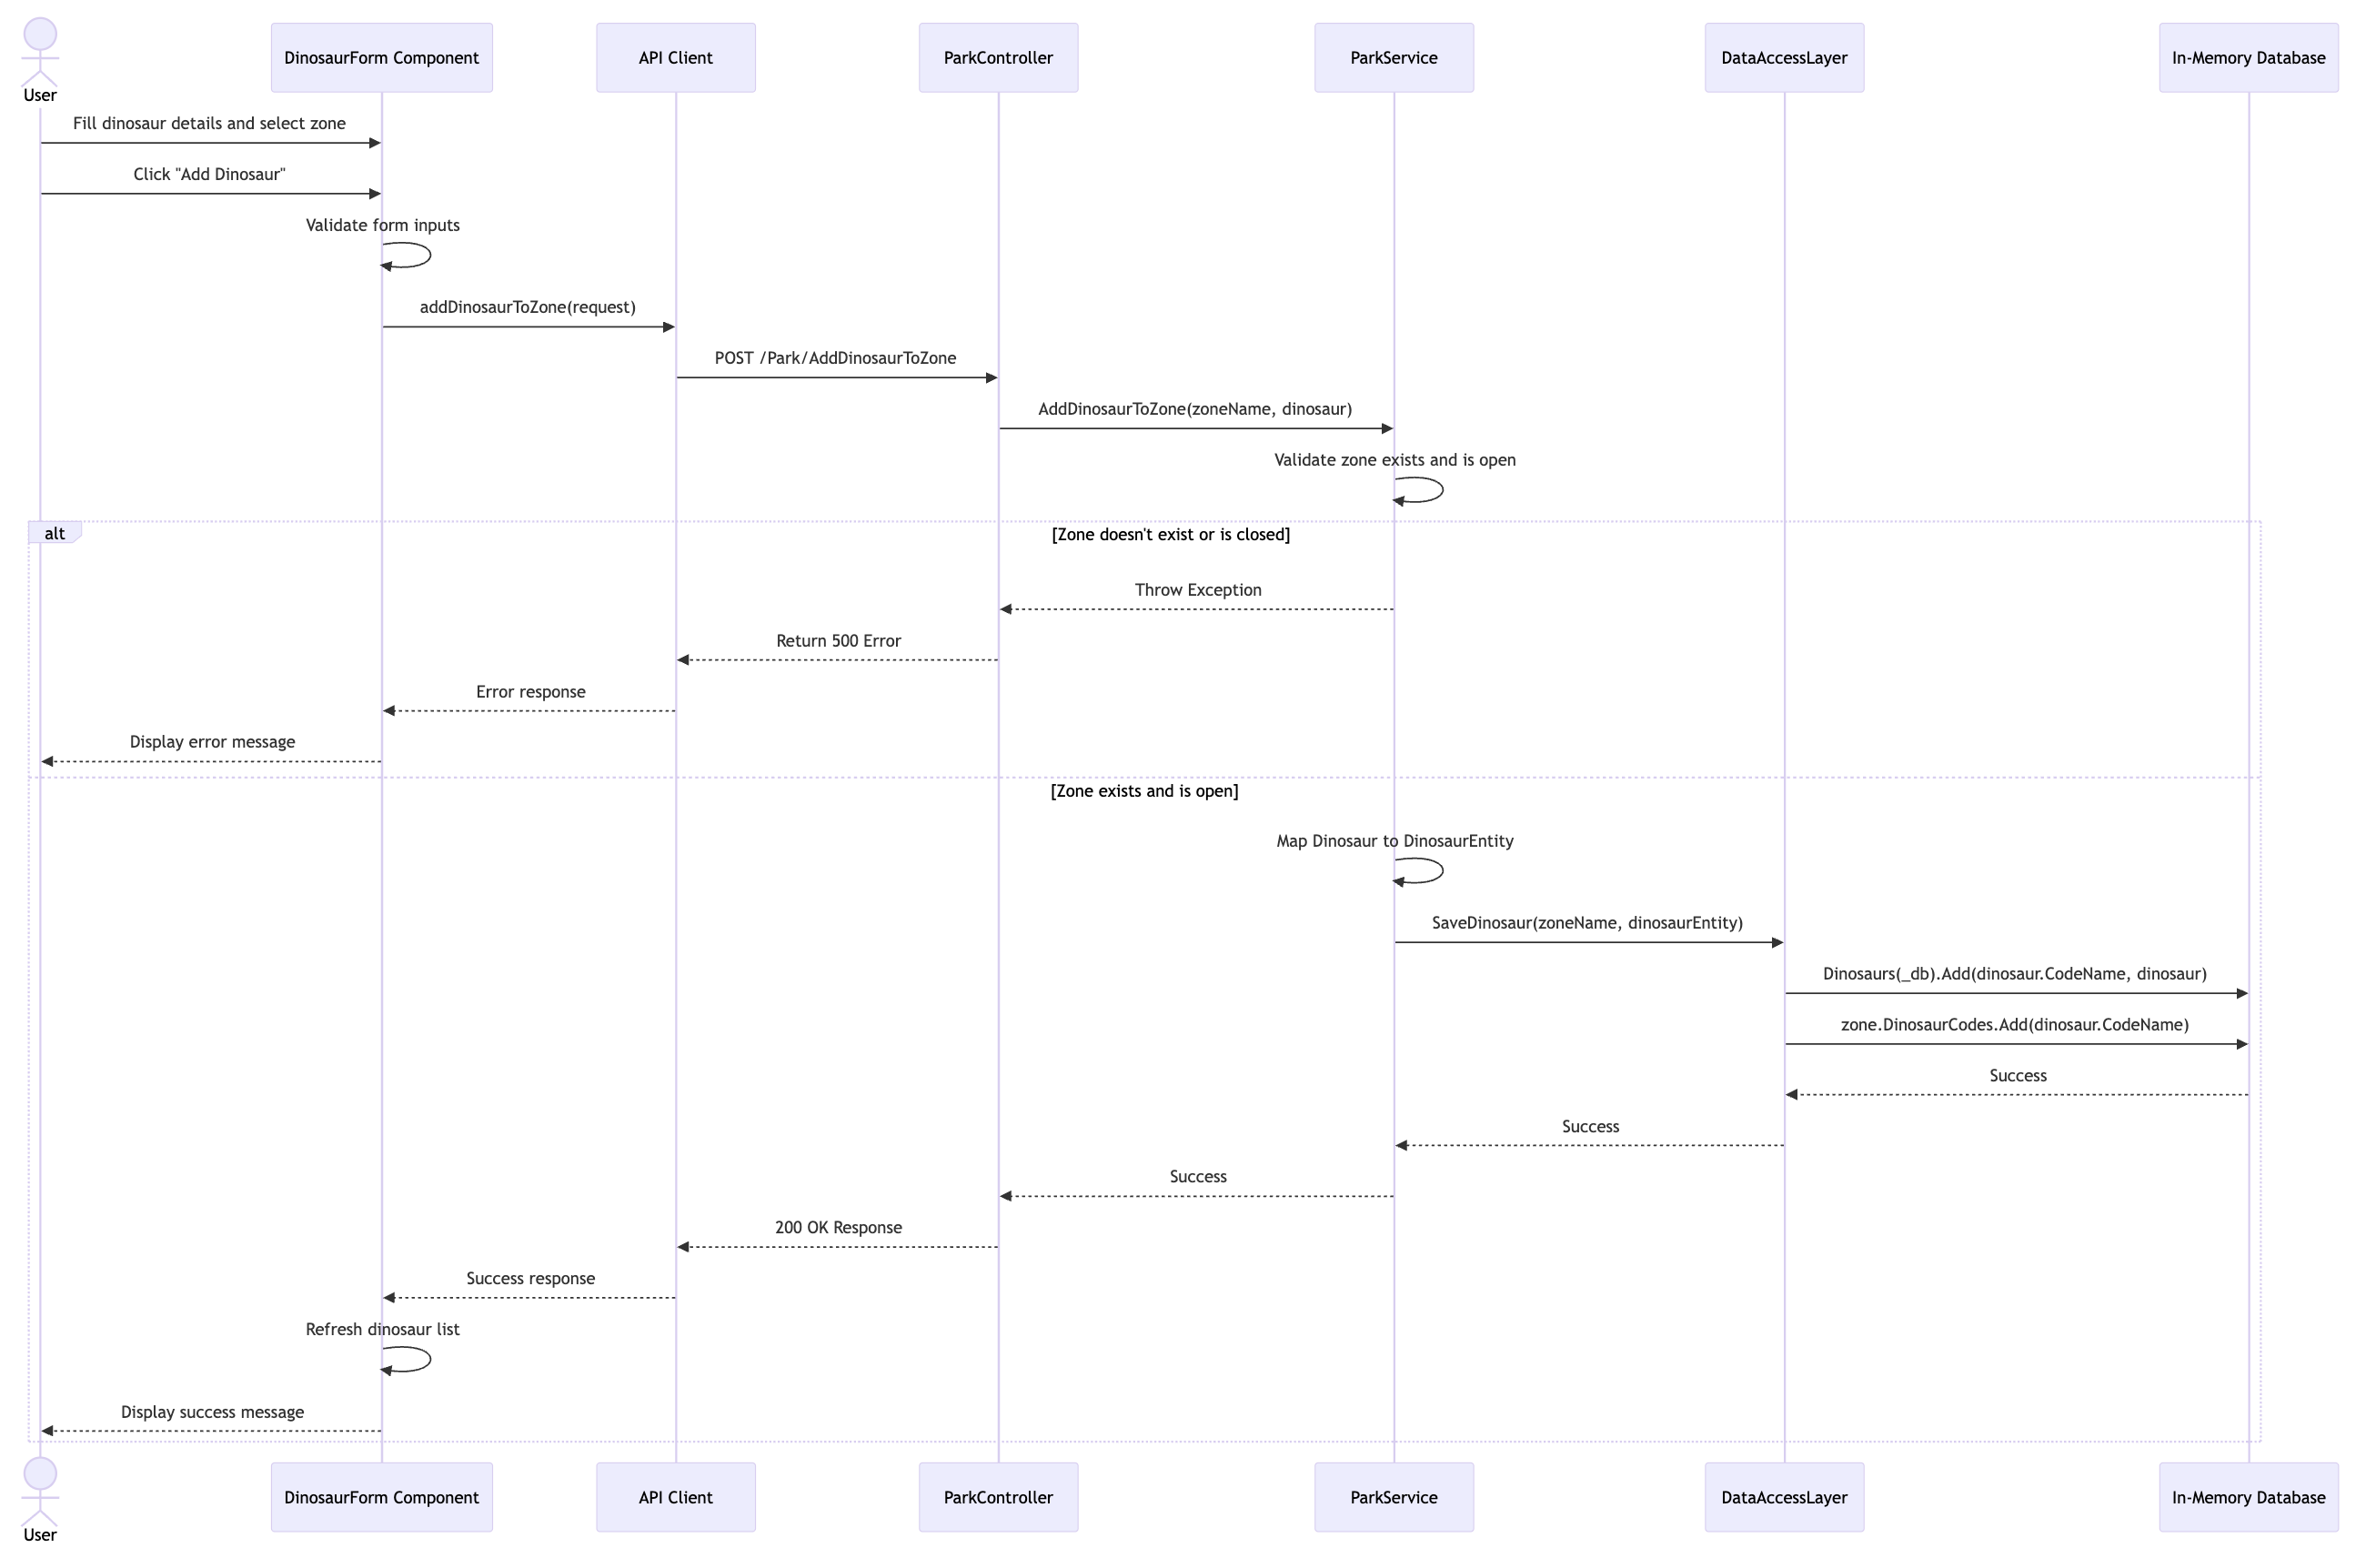 User
DinosaurForm Component
API Client
ParkController
ParkService
DataAccessLayer
In-Memory Database
Fill dinosaur details and select zone
Click "Add Dinosaur"
Validate form inputs
addDinosaurToZone(request)
POST /Park/AddDinosaurToZone
AddDinosaurToZone(zoneName, dinosaur)
Validate zone exists and is open
alt
[Zone doesn't exist or is closed]
Throw Exception
Return 500 Error
Error response
Display error message
[Zone exists and is open]
Map Dinosaur to DinosaurEntity
SaveDinosaur(zoneName, dinosaurEntity)
Dinosaurs(_db).Add(dinosaur.CodeName, dinosaur)
zone.DinosaurCodes.Add(dinosaur.CodeName)
Success
Success
Success
200 OK Response
Success response
Refresh dinosaur list
Display success message
User
DinosaurForm Component
API Client
ParkController
ParkService
DataAccessLayer
In-Memory Database